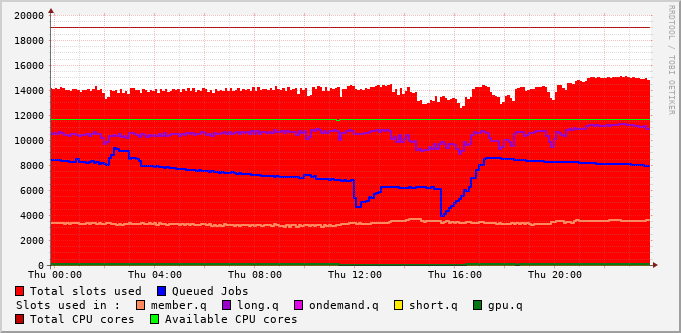 20000
18000
16000
14000
12000
10000
8000
6000
4000
2000
0
Thu 00:00 Thu 04:00 Thu 08:00 Thu 12:00 Thu 16:00 Thu 20:00
Total slots used Queued Jobs
Slots used in : member.q long.q ondemand.q short.q gpu.q
Total CPU cores Available CPU cores
RRDTOOL / TOBI OETIKER